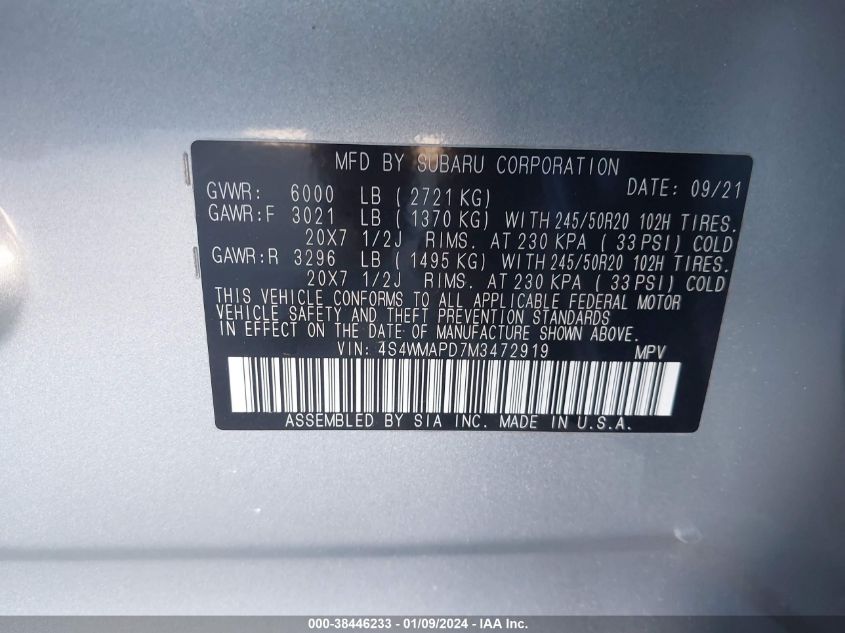 MFD BY SUBARU CORPORATION
GVWR: 6000 LB ( 2721 KG) DATE: 09/21
GAWR:F 3021 LB ( 1370 KG) WITH 245/50R20 102H TIRES.
20X7 1/2J RIMS. AT 230 KPA ( 33 PSI) COLD
GAWR:R 3296 LB ( 1495 KG) WITH 245/50R20 102H TIRES.
20X7 1/2J RIMS. AT 230 KPA ( 33 PSI) COLD
THIS VEHICLE CONFORMS TO ALL APPLICABLE FEDERAL MOTOR
VEHICLE SAFETY AND THEFT PREVENTION STANDARDS
IN EFFECT ON THE DATE OF MANUFACTURE SHOWN ABOVE.
VIN: 4S4WMAPD7M3472919 MPV
ASSEMBLED BY SIA INC. MADE IN U.S.A.
000-38446233 - 01/09/2024 - IAA Inc.